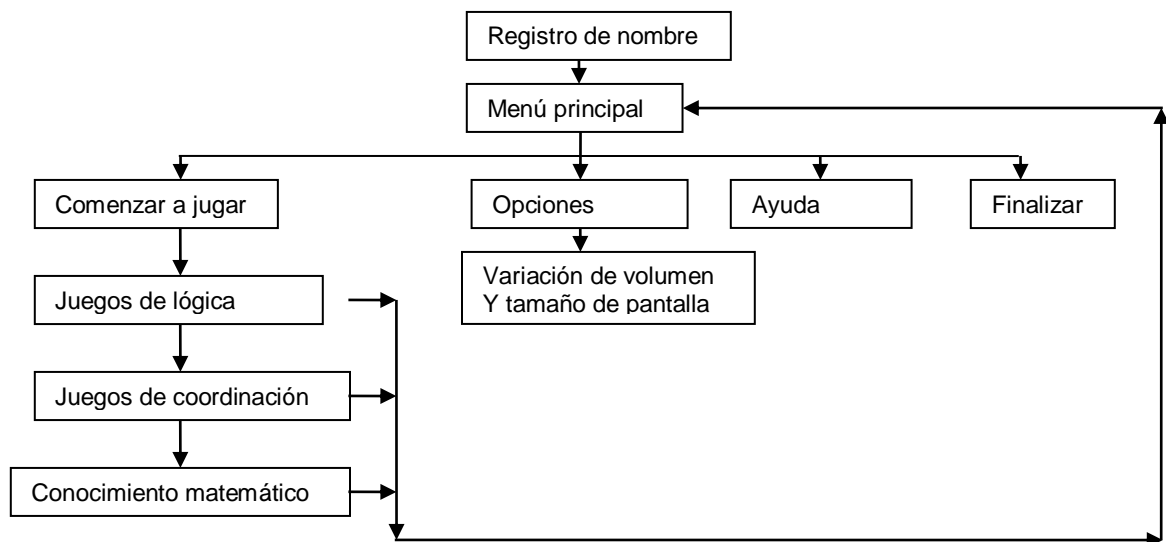 Registro de nombre
Menú principal
Comenzar a jugar
Opciones
Ayuda
Finalizar
Variación de volumen
Y tamaño de pantalla
Juegos de lógica
Juegos de coordinación
Conocimiento matemático